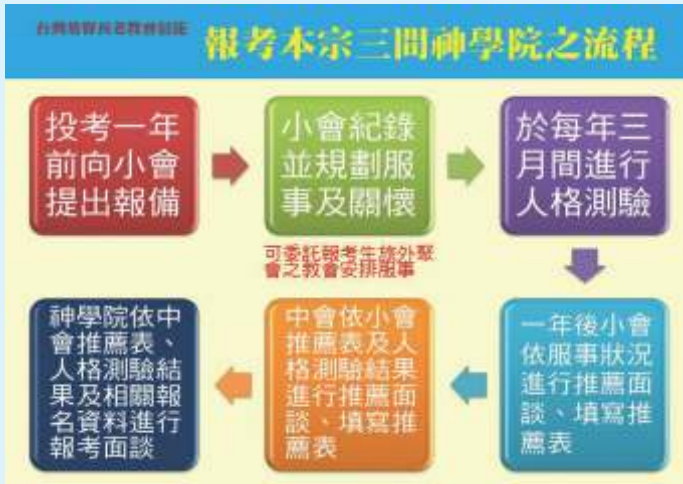 台灣基督長老教會總會
報考本宗三間神學院之流程
投考一年
前向小會
提出報備
小會紀錄
並規劃服
事及關懷
可委託報考生旅外聚
會之教會安排服事
於每年三
月間進行
人格測驗
一年後小會
依服事狀況
進行推薦面
談、填寫推
薦表
中會依小會
推薦表及人
格測驗結果
進行推薦面
談、填寫推
薦表
神學院依中
會推薦表、
人格測驗結
果及相關報
名資料進行
報考面談